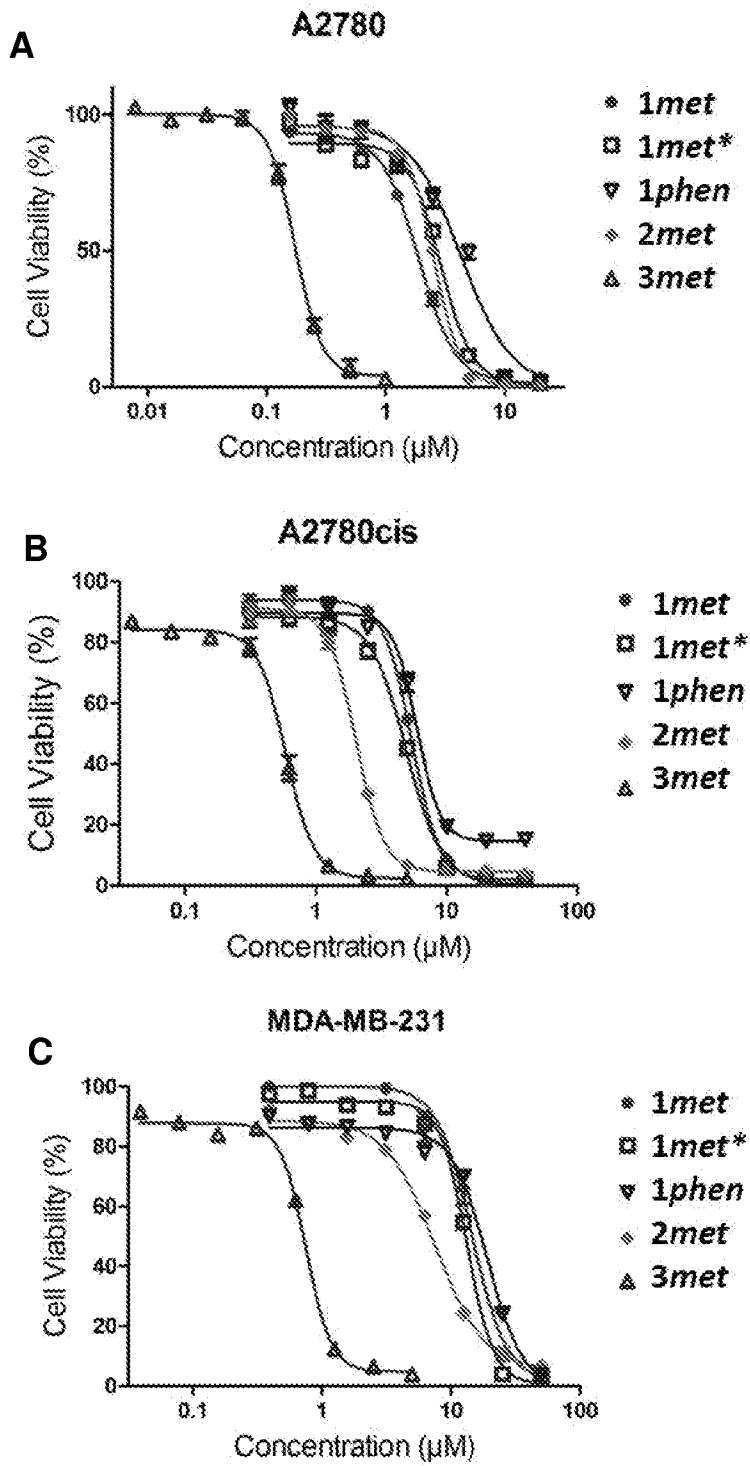 A
A2780
Cell Viability (%)
100
50
0
0.01 0.1 1 10
Concentration (µM)
1met
1met*
1phen
2met
3met
B
A2780cis
Cell Viability (%)
100
80
60
40
20
0
0.1 1 10 100
Concentration (µM)
1met
1met*
1phen
2met
3met
C
MDA-MB-231
Cell Viability (%)
100
80
60
40
20
0
0.1 1 10 100
Concentration (µM)
1met
1met*
1phen
2met
3met